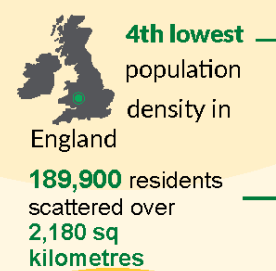 4th lowest
population
density in
England
189,900 residents
scattered over
2,180 sq
kilometres